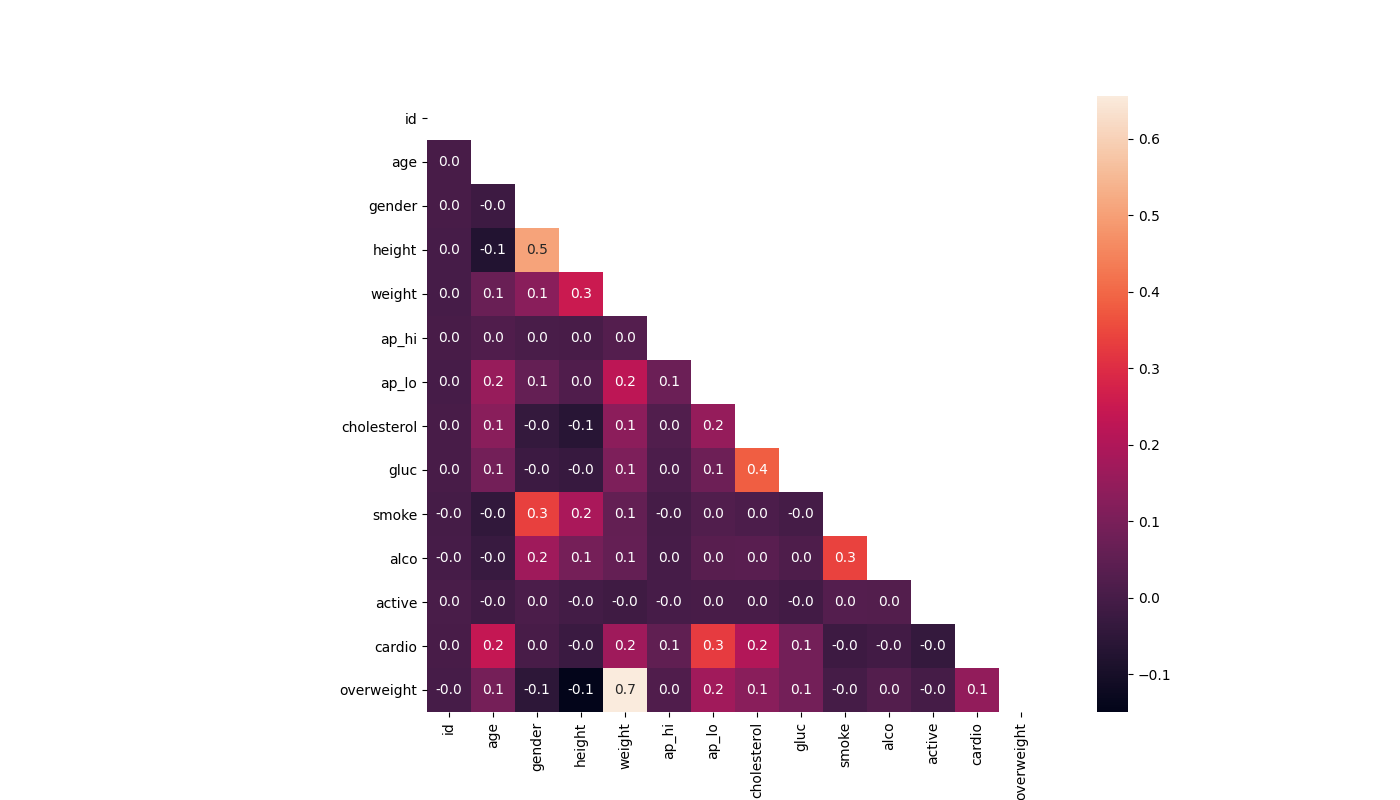 id
age 0.0
gender 0.0 -0.0
height 0.0 -0.1 0.5
weight 0.0 0.1 0.1 0.3
ap_hi 0.0 0.0 0.0 0.0 0.0
ap_lo 0.0 0.2 0.1 0.0 0.2 0.1
cholesterol 0.0 0.1 -0.0 -0.1 0.1 0.0 0.2
gluc 0.0 0.1 -0.0 -0.0 0.1 0.0 0.1 0.4
smoke -0.0 -0.0 0.3 0.2 0.1 -0.0 0.0 0.0 -0.0
alco -0.0 -0.0 0.2 0.1 0.1 0.0 0.0 0.0 0.0 0.3
active 0.0 -0.0 0.0 -0.0 -0.0 -0.0 0.0 0.0 -0.0 0.0 0.0
cardio 0.0 0.2 0.0 -0.0 0.2 0.1 0.3 0.2 0.1 -0.0 -0.0 -0.0
overweight -0.0 0.1 -0.1 -0.1 0.7 0.0 0.2 0.1 0.1 -0.0 0.0 -0.0 0.1
id age gender height weight ap_hi ap_lo cholesterol gluc smoke alco active cardio overweight
0.6
0.5
0.4
0.3
0.2
0.1
0.0
−0.1